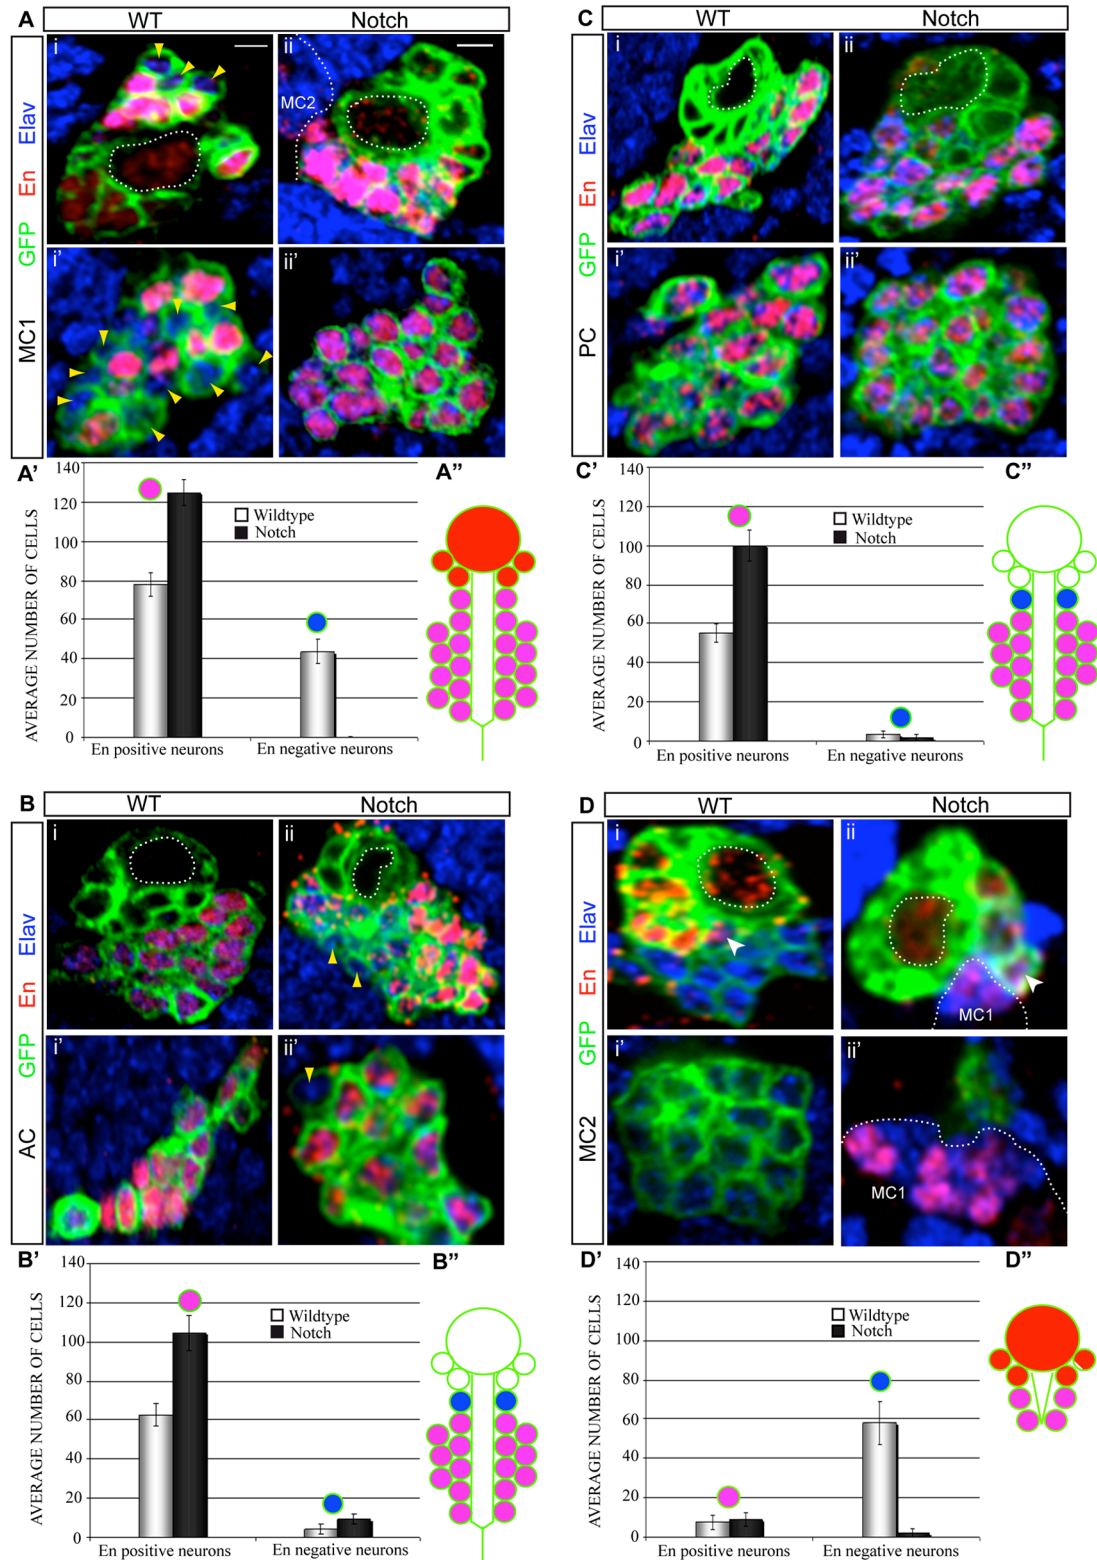 A
WT
Notch
MC1 GFP En Elav
i
ii
MC2
i'
ii'
A'
AVERAGE NUMBER OF CELLS
140
120
100
80
60
40
20
0
Wildtype
Notch
En positive neurons
En negative neurons
A"
C
WT
Notch
PC GFP En Elav
i
ii
i'
ii'
C'
AVERAGE NUMBER OF CELLS
140
120
100
80
60
40
20
0
Wildtype
Notch
En positive neurons
En negative neurons
C"
B
WT
Notch
AC GFP En Elav
i
ii
i'
ii'
B'
AVERAGE NUMBER OF CELLS
140
120
100
80
60
40
20
0
Wildtype
Notch
En positive neurons
En negative neurons
B"
D
WT
Notch
MC2 GFP En Elav
i
ii
MC1
i'
ii'
MC1
D'
AVERAGE NUMBER OF CELLS
140
120
100
80
60
40
20
0
Wildtype
Notch
En positive neurons
En negative neurons
D"